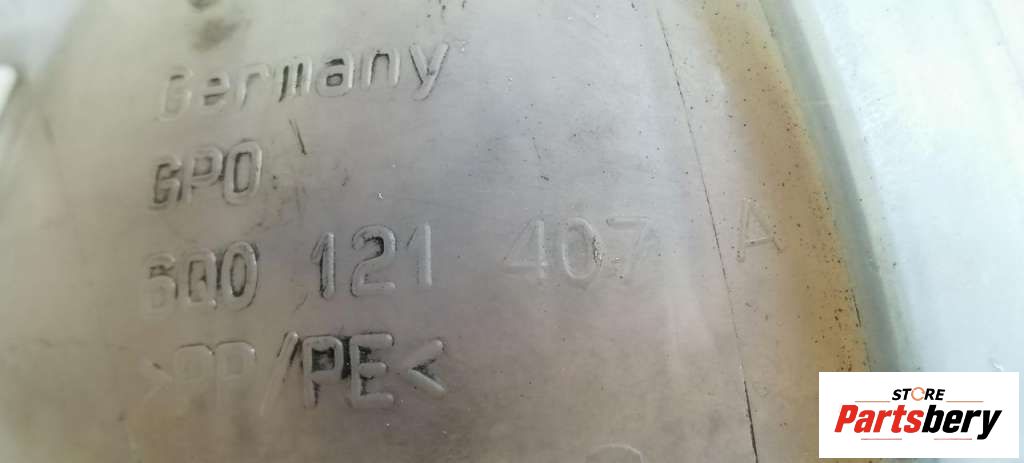 Germany
GPO
6Q0 121 407 A
>PP/PE<
STORE
Partsbery